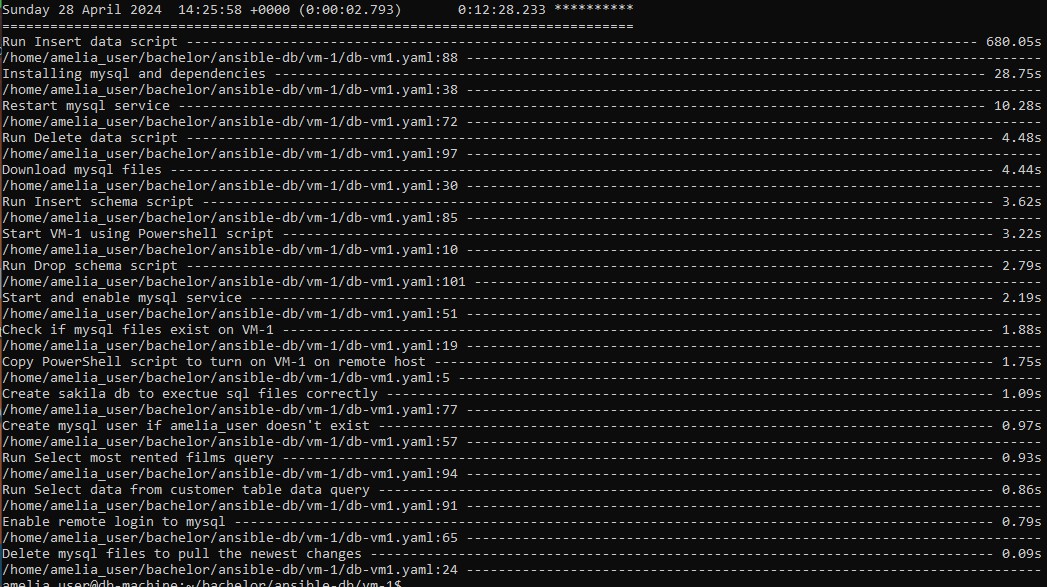 Sunday 28 April 2024  14:25:58 +0000 (0:00:02.793)       0:12:28.233 **********
===============================================================================
Run Insert data script --------------------------------------------------------------------------------------------------- 680.05s
/home/amelia_user/bachelor/ansible-db/vm-1/db-vm1.yaml:88 ------------------------------------------------------------------------
Installing mysql and dependencies ----------------------------------------------------------------------------------------- 28.75s
/home/amelia_user/bachelor/ansible-db/vm-1/db-vm1.yaml:38 ------------------------------------------------------------------------
Restart mysql service ----------------------------------------------------------------------------------------------------- 10.28s
/home/amelia_user/bachelor/ansible-db/vm-1/db-vm1.yaml:72 ------------------------------------------------------------------------
Run Delete data script ----------------------------------------------------------------------------------------------------- 4.48s
/home/amelia_user/bachelor/ansible-db/vm-1/db-vm1.yaml:97 ------------------------------------------------------------------------
Download mysql files ------------------------------------------------------------------------------------------------------- 4.44s
/home/amelia_user/bachelor/ansible-db/vm-1/db-vm1.yaml:30 ------------------------------------------------------------------------
Run Insert schema script --------------------------------------------------------------------------------------------------- 3.62s
/home/amelia_user/bachelor/ansible-db/vm-1/db-vm1.yaml:85 ------------------------------------------------------------------------
Start VM-1 using Powershell script ----------------------------------------------------------------------------------------- 3.22s
/home/amelia_user/bachelor/ansible-db/vm-1/db-vm1.yaml:10 ------------------------------------------------------------------------
Run Drop schema script ----------------------------------------------------------------------------------------------------- 2.79s
/home/amelia_user/bachelor/ansible-db/vm-1/db-vm1.yaml:101 -----------------------------------------------------------------------
Start and enable mysql service --------------------------------------------------------------------------------------------- 2.19s
/home/amelia_user/bachelor/ansible-db/vm-1/db-vm1.yaml:51 ------------------------------------------------------------------------
Check if mysql files exist on VM-1 ----------------------------------------------------------------------------------------- 1.88s
/home/amelia_user/bachelor/ansible-db/vm-1/db-vm1.yaml:19 ------------------------------------------------------------------------
Copy PowerShell script to turn on VM-1 on remote host ---------------------------------------------------------------------- 1.75s
/home/amelia_user/bachelor/ansible-db/vm-1/db-vm1.yaml:5 -------------------------------------------------------------------------
Create sakila db to exectue sql files correctly ---------------------------------------------------------------------------- 1.09s
/home/amelia_user/bachelor/ansible-db/vm-1/db-vm1.yaml:77 ------------------------------------------------------------------------
Create mysql user if amelia_user doesn't exist ----------------------------------------------------------------------------- 0.97s
/home/amelia_user/bachelor/ansible-db/vm-1/db-vm1.yaml:57 ------------------------------------------------------------------------
Run Select most rented films query ----------------------------------------------------------------------------------------- 0.93s
/home/amelia_user/bachelor/ansible-db/vm-1/db-vm1.yaml:94 ------------------------------------------------------------------------
Run Select data from customer table data query ----------------------------------------------------------------------------- 0.86s
/home/amelia_user/bachelor/ansible-db/vm-1/db-vm1.yaml:91 ------------------------------------------------------------------------
Enable remote login to mysql ----------------------------------------------------------------------------------------------- 0.79s
/home/amelia_user/bachelor/ansible-db/vm-1/db-vm1.yaml:65 ------------------------------------------------------------------------
Delete mysql files to pull the newest changes ------------------------------------------------------------------------------ 0.09s
/home/amelia_user/bachelor/ansible-db/vm-1/db-vm1.yaml:24 ------------------------------------------------------------------------
amelia_user@db-machine:~/bachelor/ansible-db/vm-1$